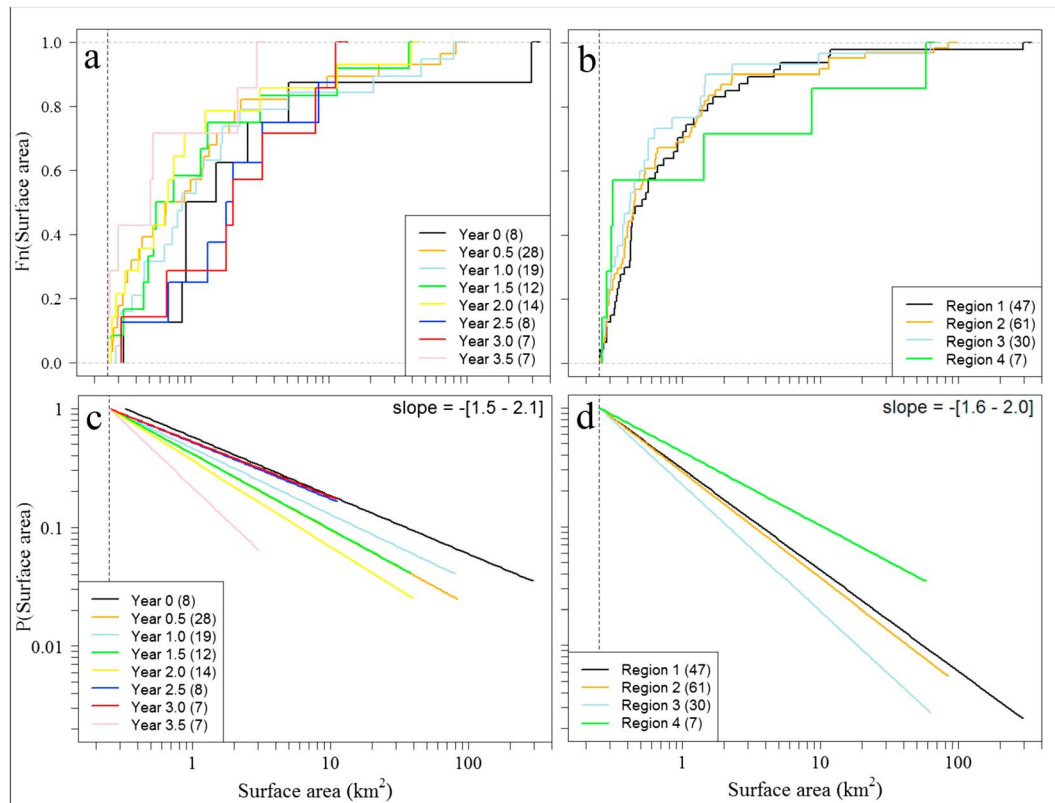 a
Fn(Surface area)
1.0
0.8
0.6
0.4
0.2
0.0
Year 0 (8)
Year 0.5 (28)
Year 1.0 (19)
Year 1.5 (12)
Year 2.0 (14)
Year 2.5 (8)
Year 3.0 (7)
Year 3.5 (7)
b
Region 1 (47)
Region 2 (61)
Region 3 (30)
Region 4 (7)
c
slope = -[1.5 - 2.1]
P(Surface area)
1
0.1
0.01
Year 0 (8)
Year 0.5 (28)
Year 1.0 (19)
Year 1.5 (12)
Year 2.0 (14)
Year 2.5 (8)
Year 3.0 (7)
Year 3.5 (7)
1 10 100
Surface area (km²)
d
slope = -[1.6 - 2.0]
Region 1 (47)
Region 2 (61)
Region 3 (30)
Region 4 (7)
1 10 100
Surface area (km²)